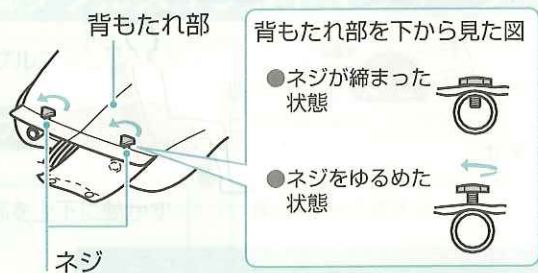 背もたれ部
ネジ
背もたれ部を下から見た図
●ネジが締まった
状態
●ネジをゆるめた
状態